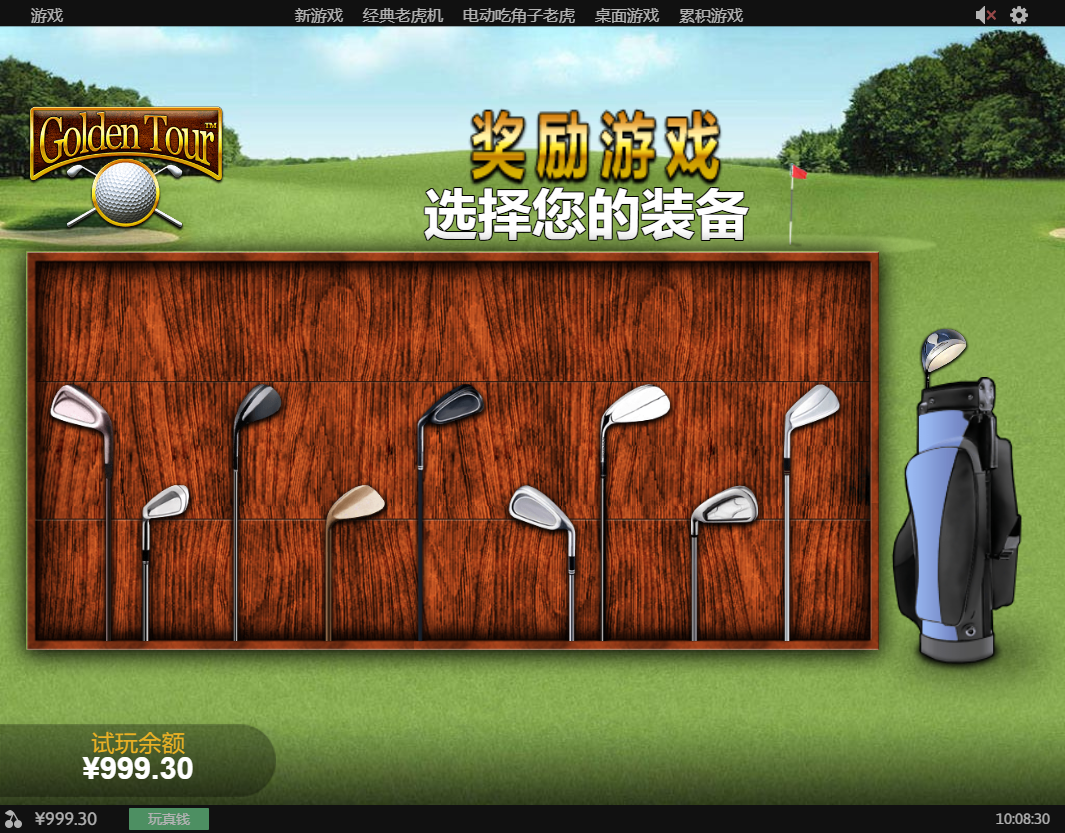 游戏
新游戏 经典老虎机 电动吃角子老虎 桌面游戏 累积游戏
Golden Tour™
奖励游戏
选择您的装备
试玩余额
¥999.30
¥999.30 玩真钱 10:08:30